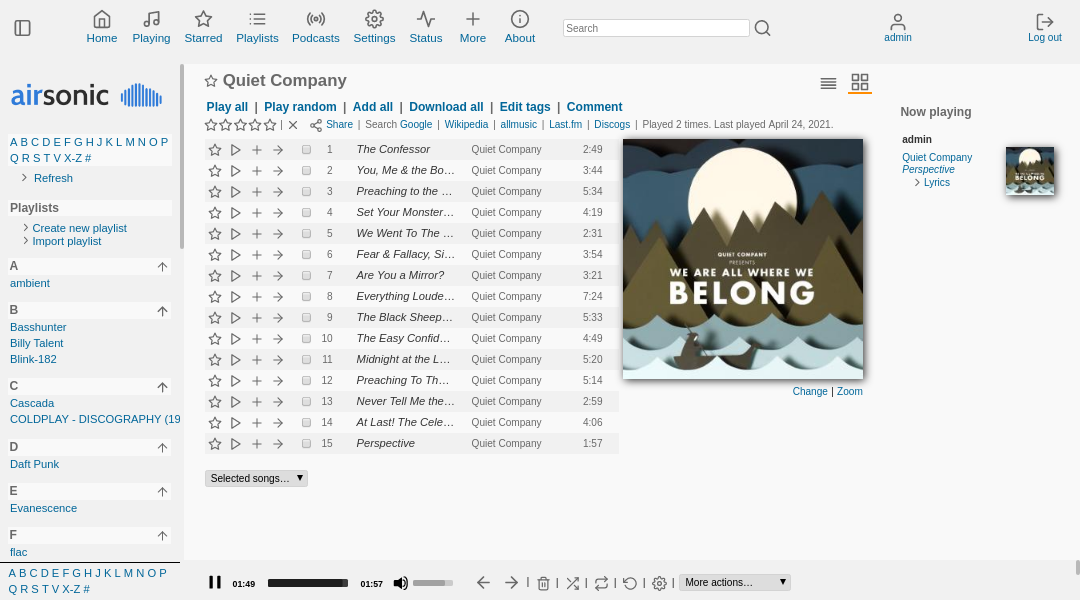 Home Playing Starred Playlists Podcasts Settings Status More About Search admin Log out
airsonic
A B C D E F G H J K L M N O P
Q R S T V X-Z #
Refresh
Playlists
Create new playlist
Import playlist
A
ambient
B
Basshunter
Billy Talent
Blink-182
C
Cascada
COLDPLAY - DISCOGRAPHY (19
D
Daft Punk
E
Evanescence
F
flac
A B C D E F G H J K L M N O P
Q R S T V X-Z #
Quiet Company
Play all | Play random | Add all | Download all | Edit tags | Comment
| Share | Search Google | Wikipedia | allmusic | Last.fm | Discogs | Played 2 times. Last played April 24, 2021.
1 The Confessor Quiet Company 2:49
2 You, Me & the Bo… Quiet Company 3:44
3 Preaching to the … Quiet Company 5:34
4 Set Your Monster… Quiet Company 4:19
5 We Went To The … Quiet Company 2:31
6 Fear & Fallacy, Si… Quiet Company 3:54
7 Are You a Mirror? Quiet Company 3:21
8 Everything Loude… Quiet Company 7:24
9 The Black Sheep… Quiet Company 5:33
10 The Easy Confid… Quiet Company 4:49
11 Midnight at the L… Quiet Company 5:20
12 Preaching To Th… Quiet Company 5:14
13 Never Tell Me the… Quiet Company 2:59
14 At Last! The Cele… Quiet Company 4:06
15 Perspective Quiet Company 1:57
Selected songs…
QUIET COMPANY
PRESENTS
WE ARE ALL WHERE WE
BELONG
Change | Zoom
Now playing
admin
Quiet Company
Perspective
Lyrics
BELONG
01:49 01:57 | | | | | | More actions…